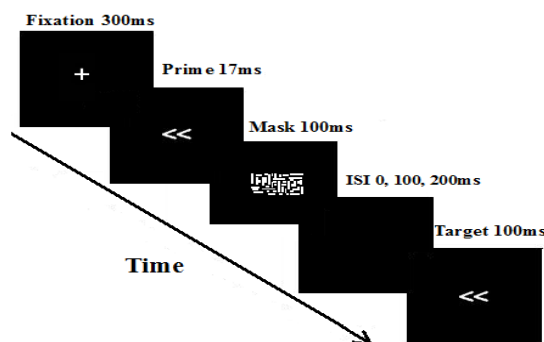 Fixation 300ms
+
Prime 17ms
<<
Mask 100ms
ISI 0, 100, 200ms
Target 100ms
<<
Time